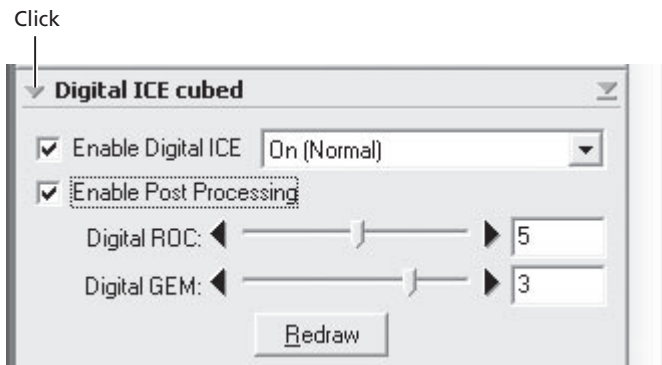 Click
Digital ICE cubed
Enable Digital ICE On (Normal)
Enable Post Processing
Digital ROC: 5
Digital GEM: 3
Redraw